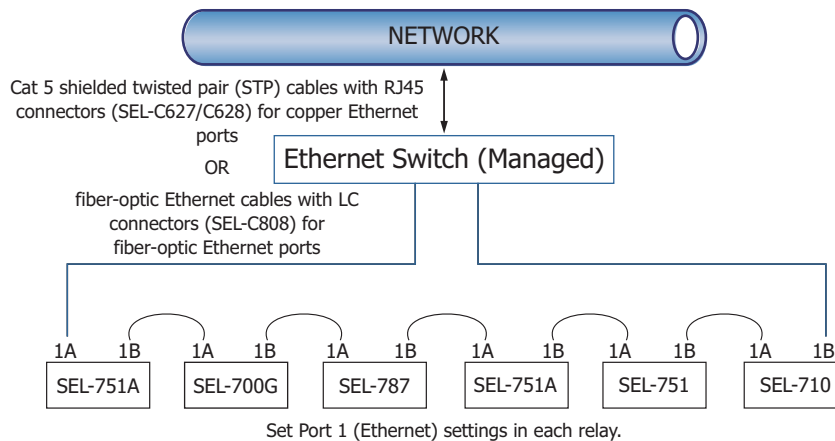 NETWORK
Cat 5 shielded twisted pair (STP) cables with RJ45
connectors (SEL-C627/C628) for copper Ethernet
ports
OR
Ethernet Switch (Managed)
fiber-optic Ethernet cables with LC
connectors (SEL-C808) for
fiber-optic Ethernet ports
1A 1B 1A 1B 1A 1B 1A 1B 1A 1B 1A 1B
SEL-751A SEL-700G SEL-787 SEL-751A SEL-751 SEL-710
Set Port 1 (Ethernet) settings in each relay.